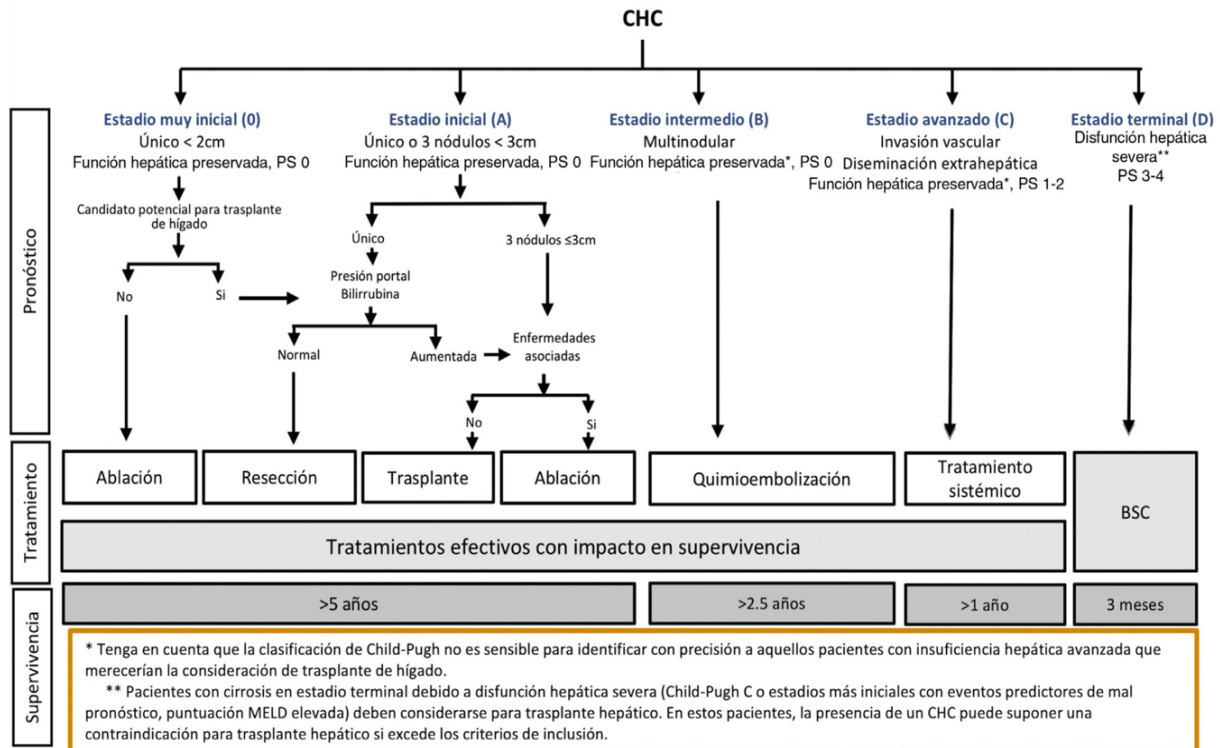 CHC
Estadio muy inicial (0)
Único < 2cm
Función hepática preservada, PS 0
Estadio inicial (A)
Único o 3 nódulos < 3cm
Función hepática preservada, PS 0
Estadio intermedio (B)
Multinodular
Función hepática preservada*, PS 0
Estadio avanzado (C)
Invasión vascular
Diseminación extrahepática
Función hepática preservada*, PS 1-2
Estadio terminal (D)
Disfunción hepática
severa**
PS 3-4
Pronóstico
Candidato potencial para trasplante
de hígado
No
Si
Único
3 nódulos ≤3cm
Presión portal
Bilirrubina
Normal
Aumentada
Enfermedades
asociadas
No
Si
Tratamiento
Ablación
Resección
Trasplante
Ablación
Quimioembolización
Tratamiento
sistémico
BSC
Tratamientos efectivos con impacto en supervivencia
Supervivencia
>5 años
>2.5 años
>1 año
3 meses
* Tenga en cuenta que la clasificación de Child-Pugh no es sensible para identificar con precisión a aquellos pacientes con insuficiencia hepática avanzada que
merecerían la consideración de trasplante de hígado.
** Pacientes con cirrosis en estadio terminal debido a disfunción hepática severa (Child-Pugh C o estadios más iniciales con eventos predictores de mal
pronóstico, puntuación MELD elevada) deben considerarse para trasplante hepático. En estos pacientes, la presencia de un CHC puede suponer una
contraindicación para trasplante hepático si excede los criterios de inclusión.